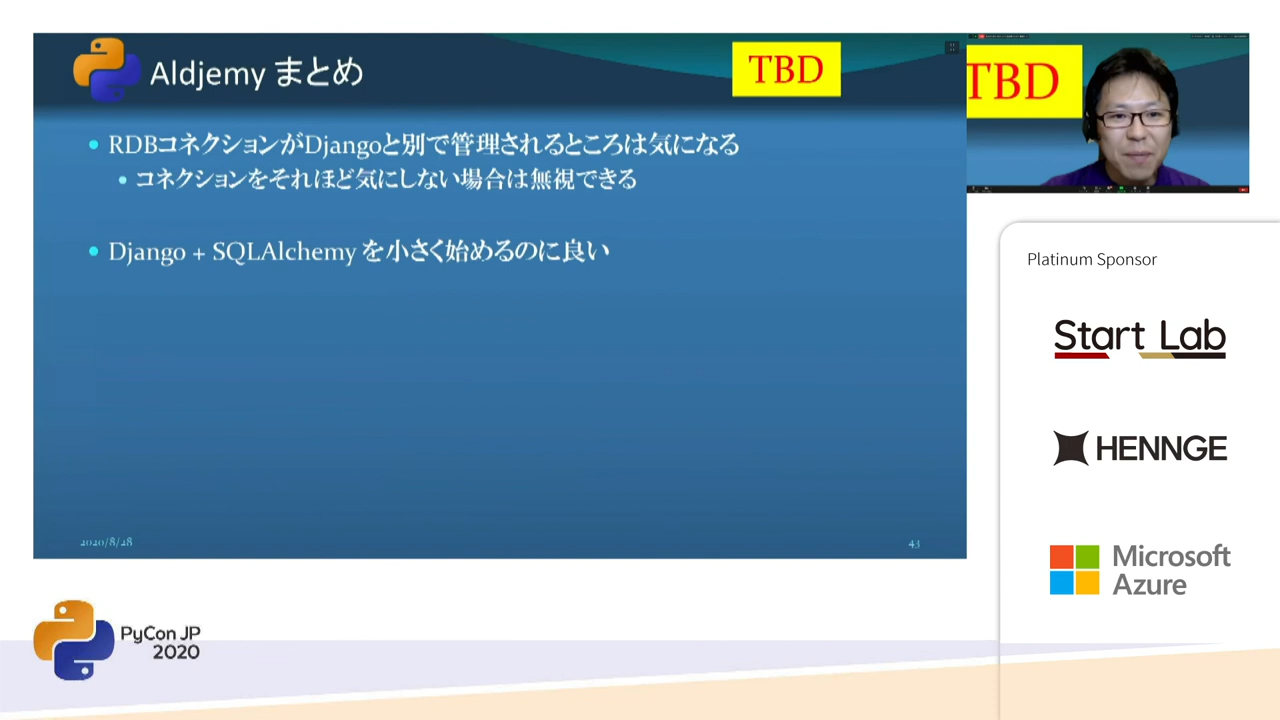 Aldjemy まとめ
TBD
TBD
RDBコネクションがDjangoと別で管理されるところは気になる
コネクションをそれほど気にしない場合は無視できる
Django + SQLAlchemy を小さく始めるのに良い
2020/8/28
43
Platinum Sponsor
Start Lab
HENNGE
Microsoft
Azure
PyCon JP
2020